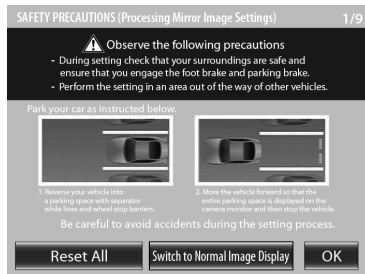 SAFETY PRECAUTIONS (Processing Mirror Image Settings) 1/9
Observe the following precautions
- During setting check that your surroundings are safe and
ensure that you engage the foot brake and parking brake.
- Perform the setting in an area out of the way of other vehicles.
Park your car as instructed below.
1. Reverse your vehicle into
a parking space with separator
while lines and wheel stop barriers.
2. More the vehicle forward so that the
entire parking space is displayed on the
camera monitor and then stop the vehicle.
Be careful to avoid accidents during the setting process.
Reset All
Switch to Normal Image Display
OK